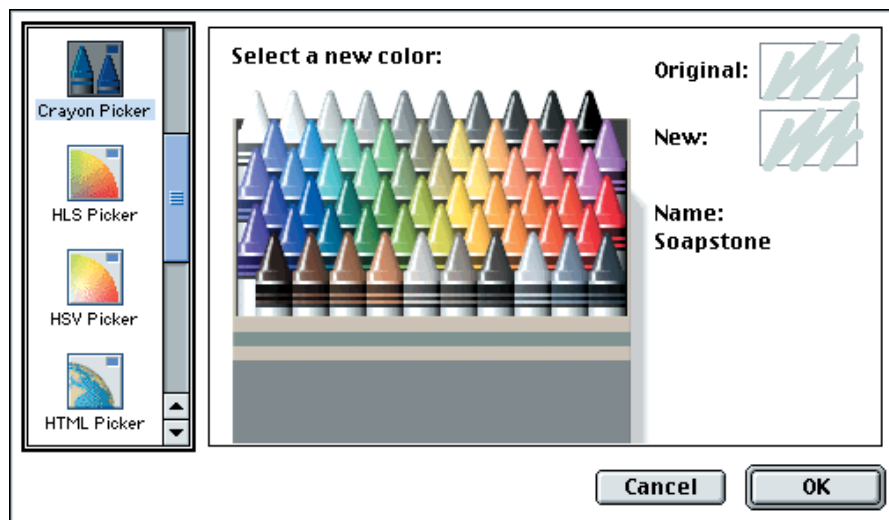 Crayon Picker
HLS Picker
HSV Picker
HTML Picker
Select a new color:
Original:
New:
Name:
Soapstone
Cancel
OK